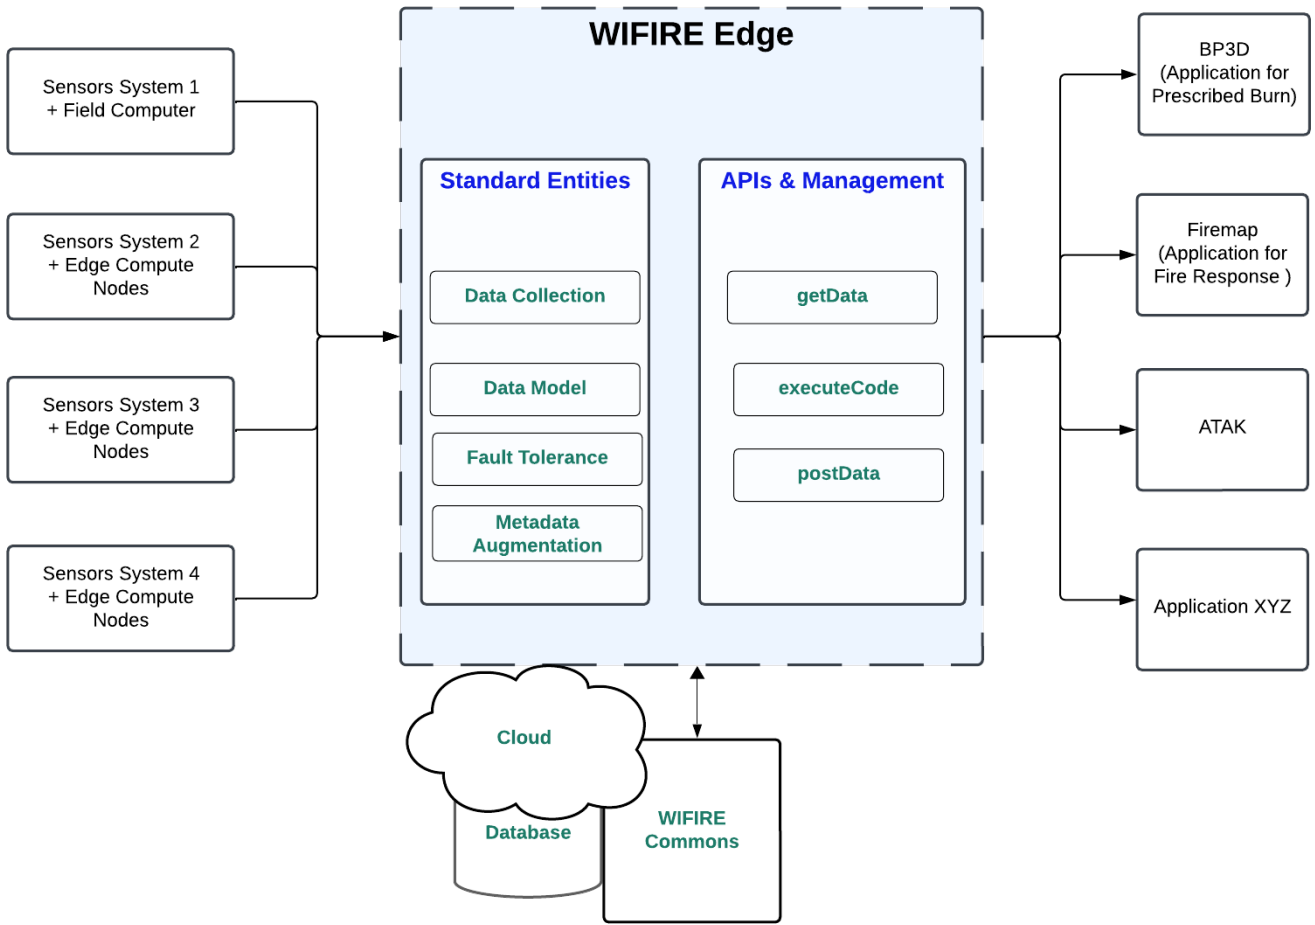 WIFIRE Edge
Sensors System 1
+ Field Computer
Sensors System 2
+ Edge Compute
Nodes
Sensors System 3
+ Edge Compute
Nodes
Sensors System 4
+ Edge Compute
Nodes
Standard Entities
Data Collection
Data Model
Fault Tolerance
Metadata
Augmentation
APIs & Management
getData
executeCode
postData
BP3D
(Application for
Prescribed Burn)
Firemap
(Application for
Fire Response )
ATAK
Application XYZ
Cloud
Database
WIFIRE
Commons